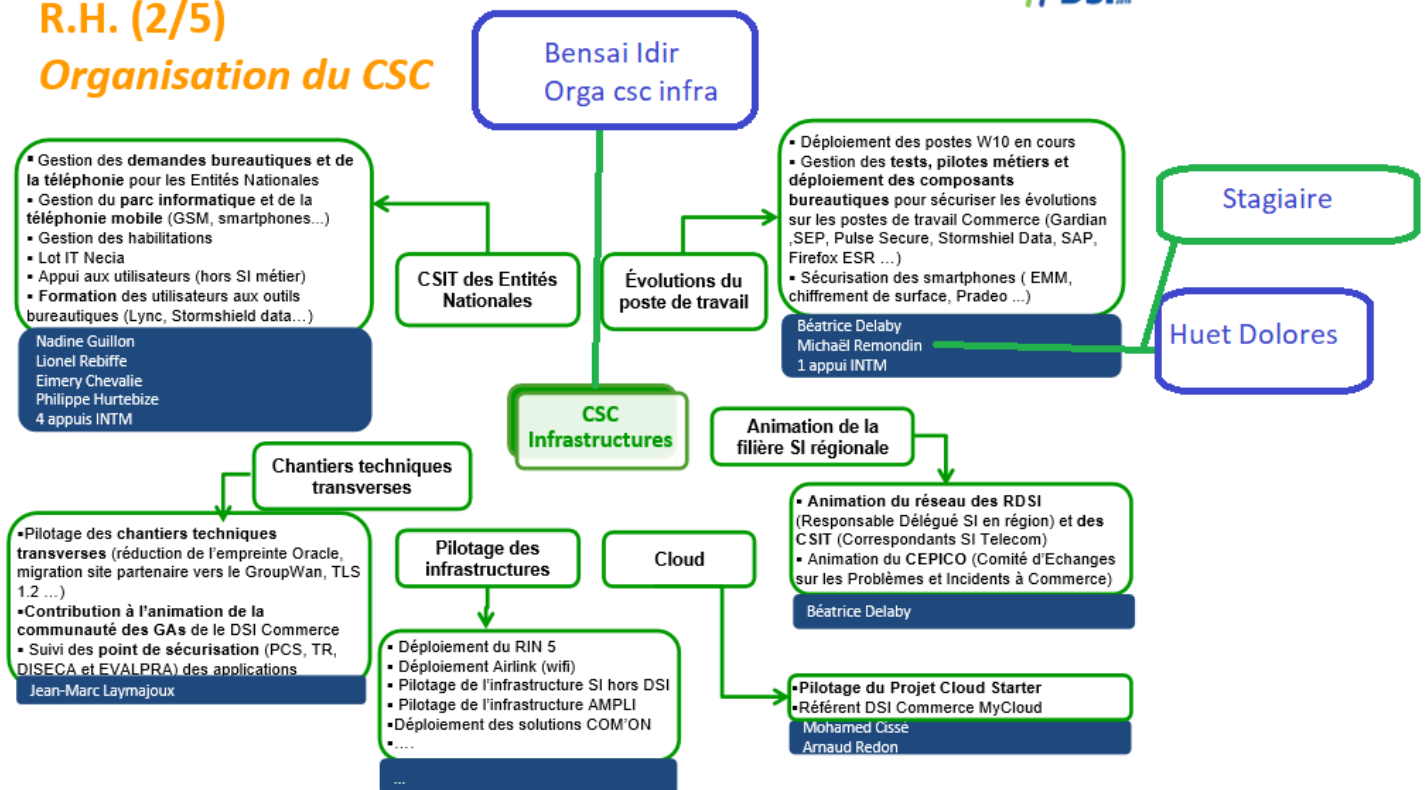 R.H. (2/5)
Organisation du CSC
DSI
Bensai Idir
Orga csc infra
▪ Gestion des demandes bureautiques et de
la téléphonie pour les Entités Nationales
▪ Gestion du parc informatique et de la
téléphonie mobile (GSM, smartphones...)
▪ Gestion des habilitations
▪ Lot IT Necia
▪ Appui aux utilisateurs (hors SI métier)
▪ Formation des utilisateurs aux outils
bureautiques (Lync, Stormshield data…)
Nadine Guillon
Lionel Rebiffe
Eimery Chevalie
Philippe Hurtebize
4 appuis INTM
CSIT des Entités
Nationales
Évolutions du
poste de travail
▪ Déploiement des postes W10 en cours
▪ Gestion des tests, pilotes métiers et
déploiement des composants
bureautiques pour sécuriser les évolutions
sur les postes de travail Commerce (Gardian
,SEP, Pulse Secure, Stormshiel Data, SAP,
Firefox ESR …)
▪ Sécurisation des smartphones ( EMM,
chiffrement de surface, Pradeo ...)
Béatrice Delaby
Michaël Remondin
1 appui INTM
Stagiaire
Huet Dolores
CSC
Infrastructures
Chantiers techniques
transverses
▪Pilotage des chantiers techniques
transverses (réduction de l'empreinte Oracle,
migration site partenaire vers le GroupWan, TLS
1.2 …)
▪Contribution à l'animation de la
communauté des GAs de le DSI Commerce
▪ Suivi des point de sécurisation (PCS, TR,
DISECA et EVALPRA) des applications
Jean-Marc Laymajoux
Pilotage des
infrastructures
▪ Déploiement du RIN 5
▪ Déploiement Airlink (wifi)
▪ Pilotage de l'infrastructure SI hors DSI
▪ Pilotage de l'infrastructure AMPLI
▪Déploiement des solutions COM'ON
▪….
...
Cloud
▪Pilotage du Projet Cloud Starter
▪Référent DSI Commerce MyCloud
Mohamed Cissé
Arnaud Redon
Animation de la
filière SI régionale
▪ Animation du réseau des RDSI
(Responsable Délégué SI en région) et des
CSIT (Correspondants SI Telecom)
▪ Animation du CEPICO (Comité d'Echanges
sur les Problèmes et Incidents à Commerce)
Béatrice Delaby